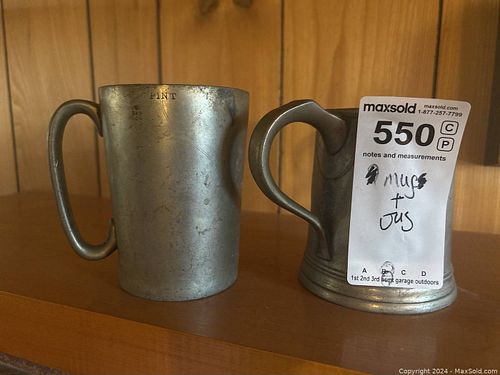 PINT
maxsold maxsold.com
1-877-257-7799
550 C
P
notes and measurements
mugs
+
Jug
A B C D
1st 2nd 3rd bsmt garage outdoors
Copyright 2024 - MaxSold.com